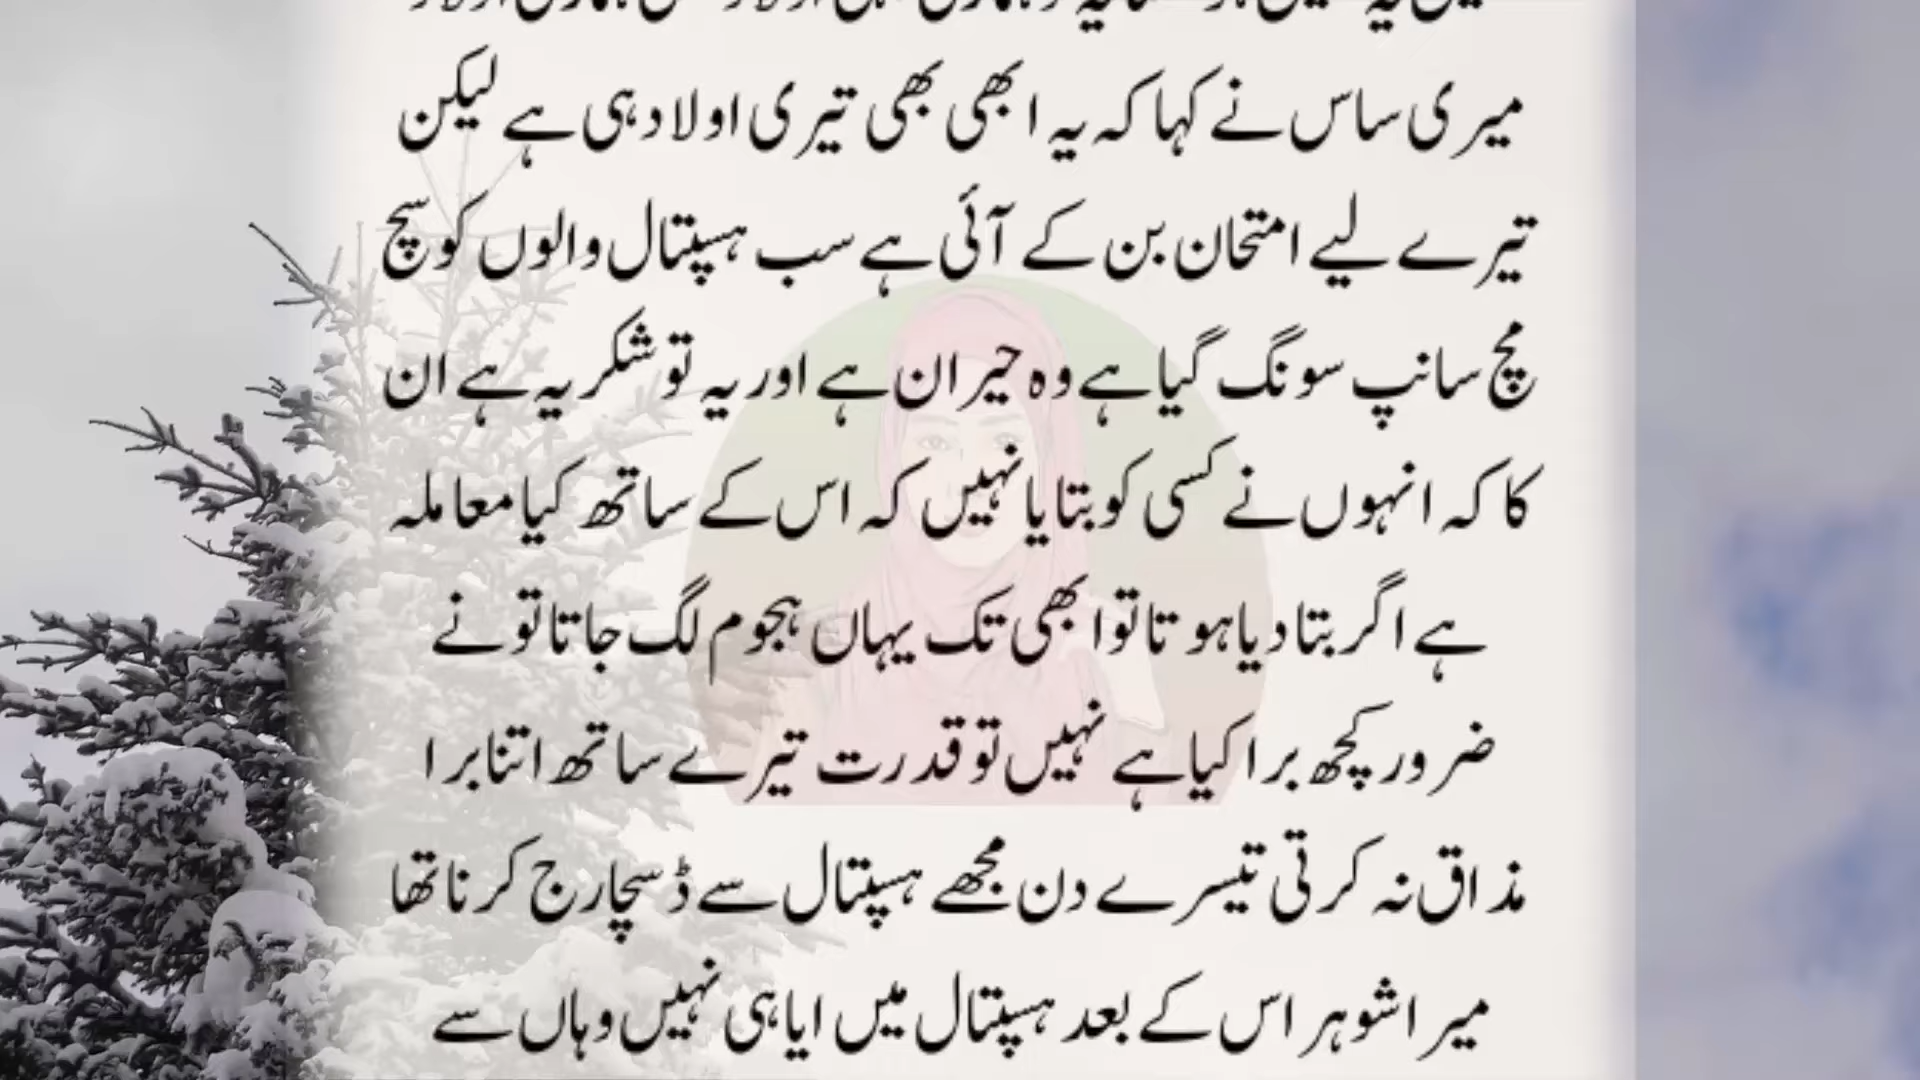 میری ساس نے کہا کہ یہ ابھی بھی تیری اولاد ہی ہے لیکن
تیرے لیے امتحان بن کے آئی ہے سب ہسپتال والوں کو سچ
مچ سانپ سونگ گیا ہے وہ حیران ہے اور یہ تو شکر یہ ہے ان
کا کہ انہوں نے کسی کو بتایا نہیں کہ اس کے ساتھ کیا معاملہ
ہے اگر بتا دیا ہوتا تو ابھی تک یہاں ہجوم لگ جاتا تو نے
ضرور کچھ برا کیا ہے نہیں تو قدرت تیرے ساتھ اتنا برا
مذاق نہ کرتی تیسرے دن مجھے ہسپتال سے ڈسچارج کرنا تھا
میرا شوہر اس کے بعد ہسپتال میں ایا ہی نہیں وہاں سے